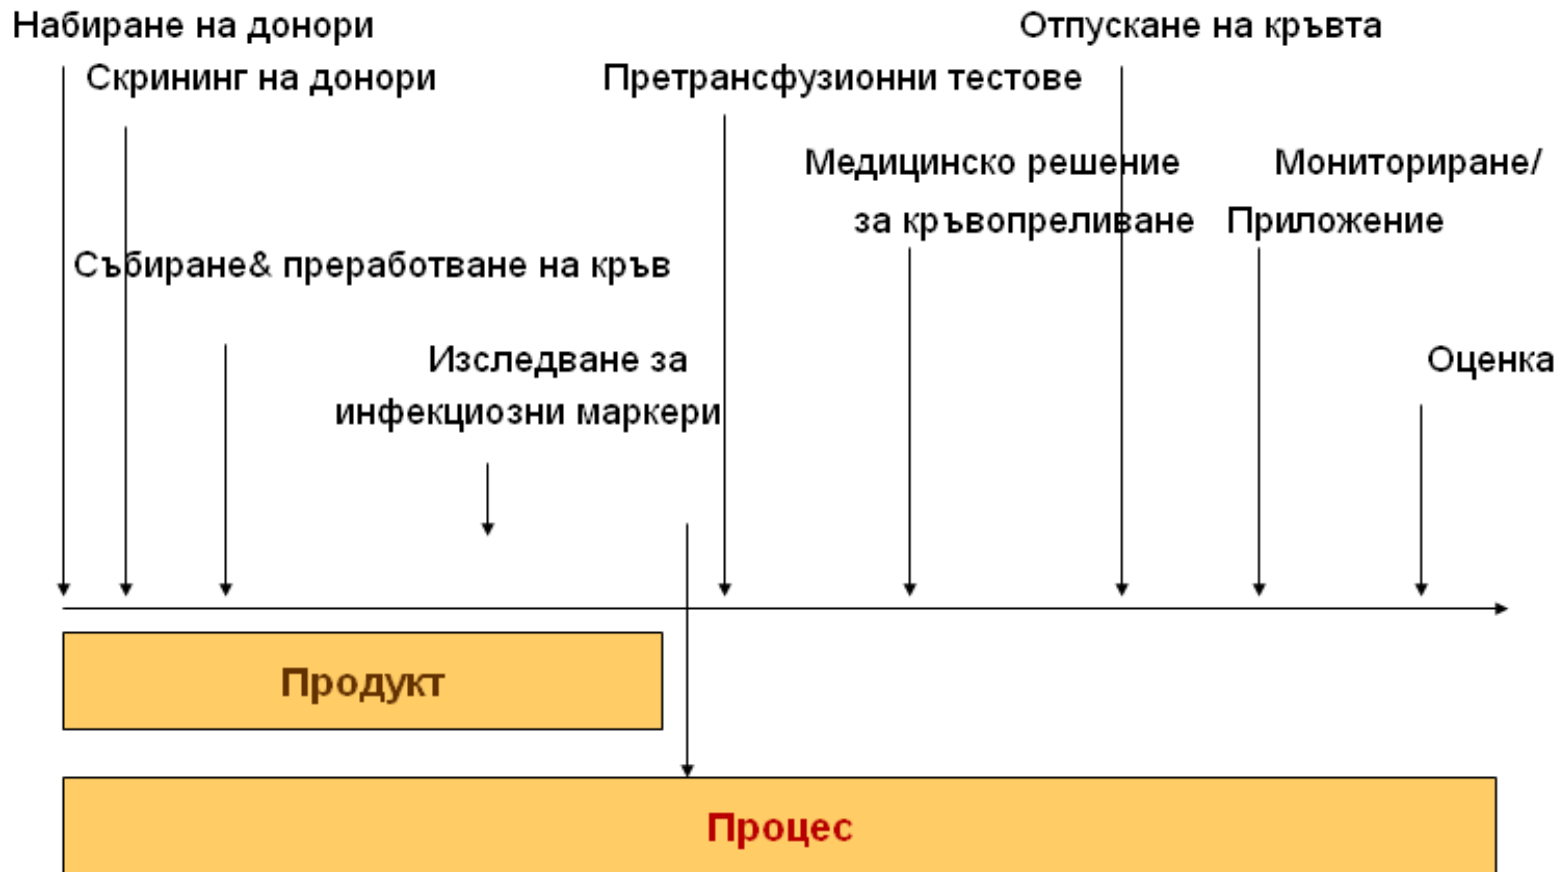 Набиране на донори
Отпускане на кръвта
Скрининг на донори
Претрансфузионни тестове
Медицинско решение
за кръвопреливане
Мониториране/
Приложение
Събиране& преработване на кръв
Изследване за
инфекциозни маркери
Оценка
Продукт
Процес